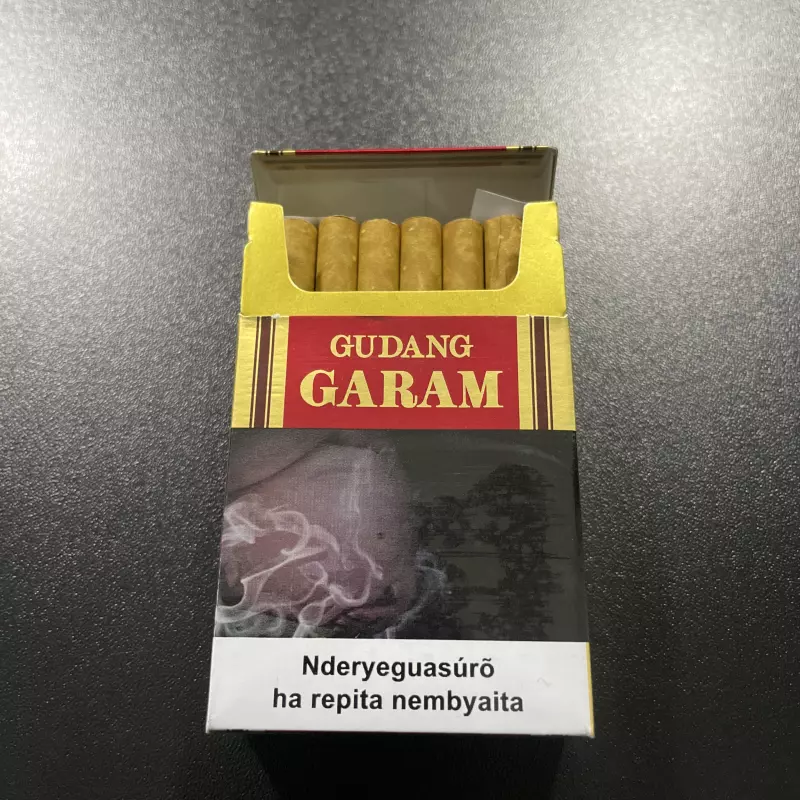 GUDANG
GARAM
Nderyeguasúrõ
ha repita nembyaita